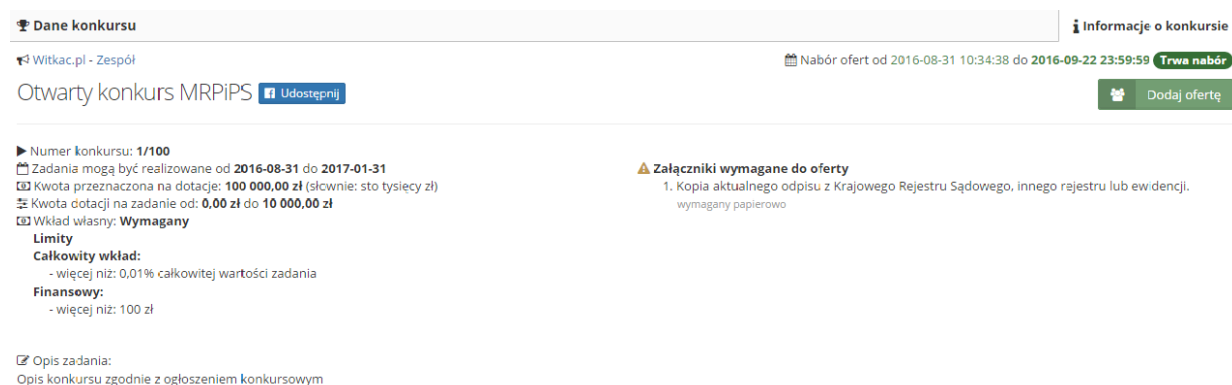 Dane konkursu
Informacje o konkursie
Witkac.pl - Zespół
Nabór ofert od 2016-08-31 10:34:38 do 2016-09-22 23:59:59 Trwa nabór
Otwarty konkurs MRPiPS Udostępnij
Dodaj ofertę
Numer konkursu: 1/100
Zadania mogą być realizowane od 2016-08-31 do 2017-01-31
Kwota przeznaczona na dotacje: 100 000,00 zł (słownie: sto tysięcy zł)
Kwota dotacji na zadanie od: 0,00 zł do 10 000,00 zł
Wkład własny: Wymagany
Limity
Całkowity wkład:
- więcej niż: 0,01% całkowitej wartości zadania
Finansowy:
- więcej niż: 100 zł
Załączniki wymagane do oferty
1. Kopia aktualnego odpisu z Krajowego Rejestru Sądowego, innego rejestru lub ewidencji.
wymagany papierowo
Opis zadania:
Opis konkursu zgodnie z ogłoszeniem konkursowym